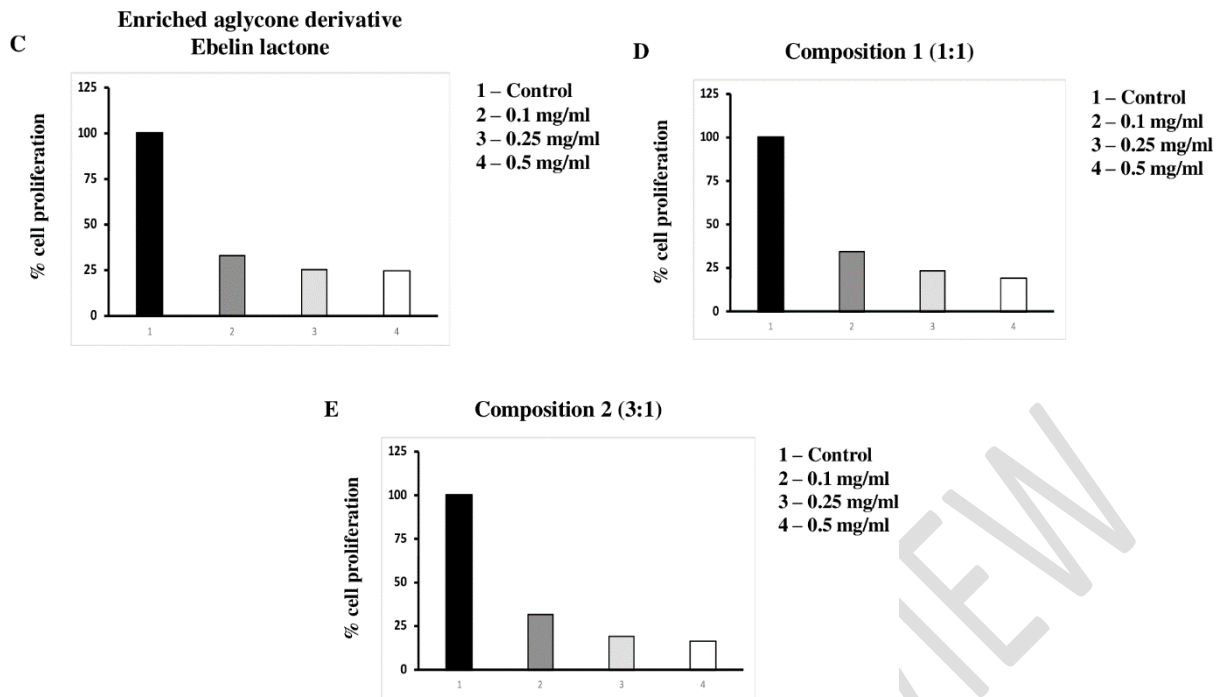 C
Enriched aglycone derivative
Ebelin lactone
% cell proliferation
125
100
75
50
25
0
1
2
3
4
1 – Control
2 – 0.1 mg/ml
3 – 0.25 mg/ml
4 – 0.5 mg/ml
D
Composition 1 (1:1)
% cell proliferation
125
100
75
50
25
0
1
2
3
4
1 – Control
2 – 0.1 mg/ml
3 – 0.25 mg/ml
4 – 0.5 mg/ml
E
Composition 2 (3:1)
% cell proliferation
125
100
75
50
25
0
1
2
3
4
1 – Control
2 – 0.1 mg/ml
3 – 0.25 mg/ml
4 – 0.5 mg/ml